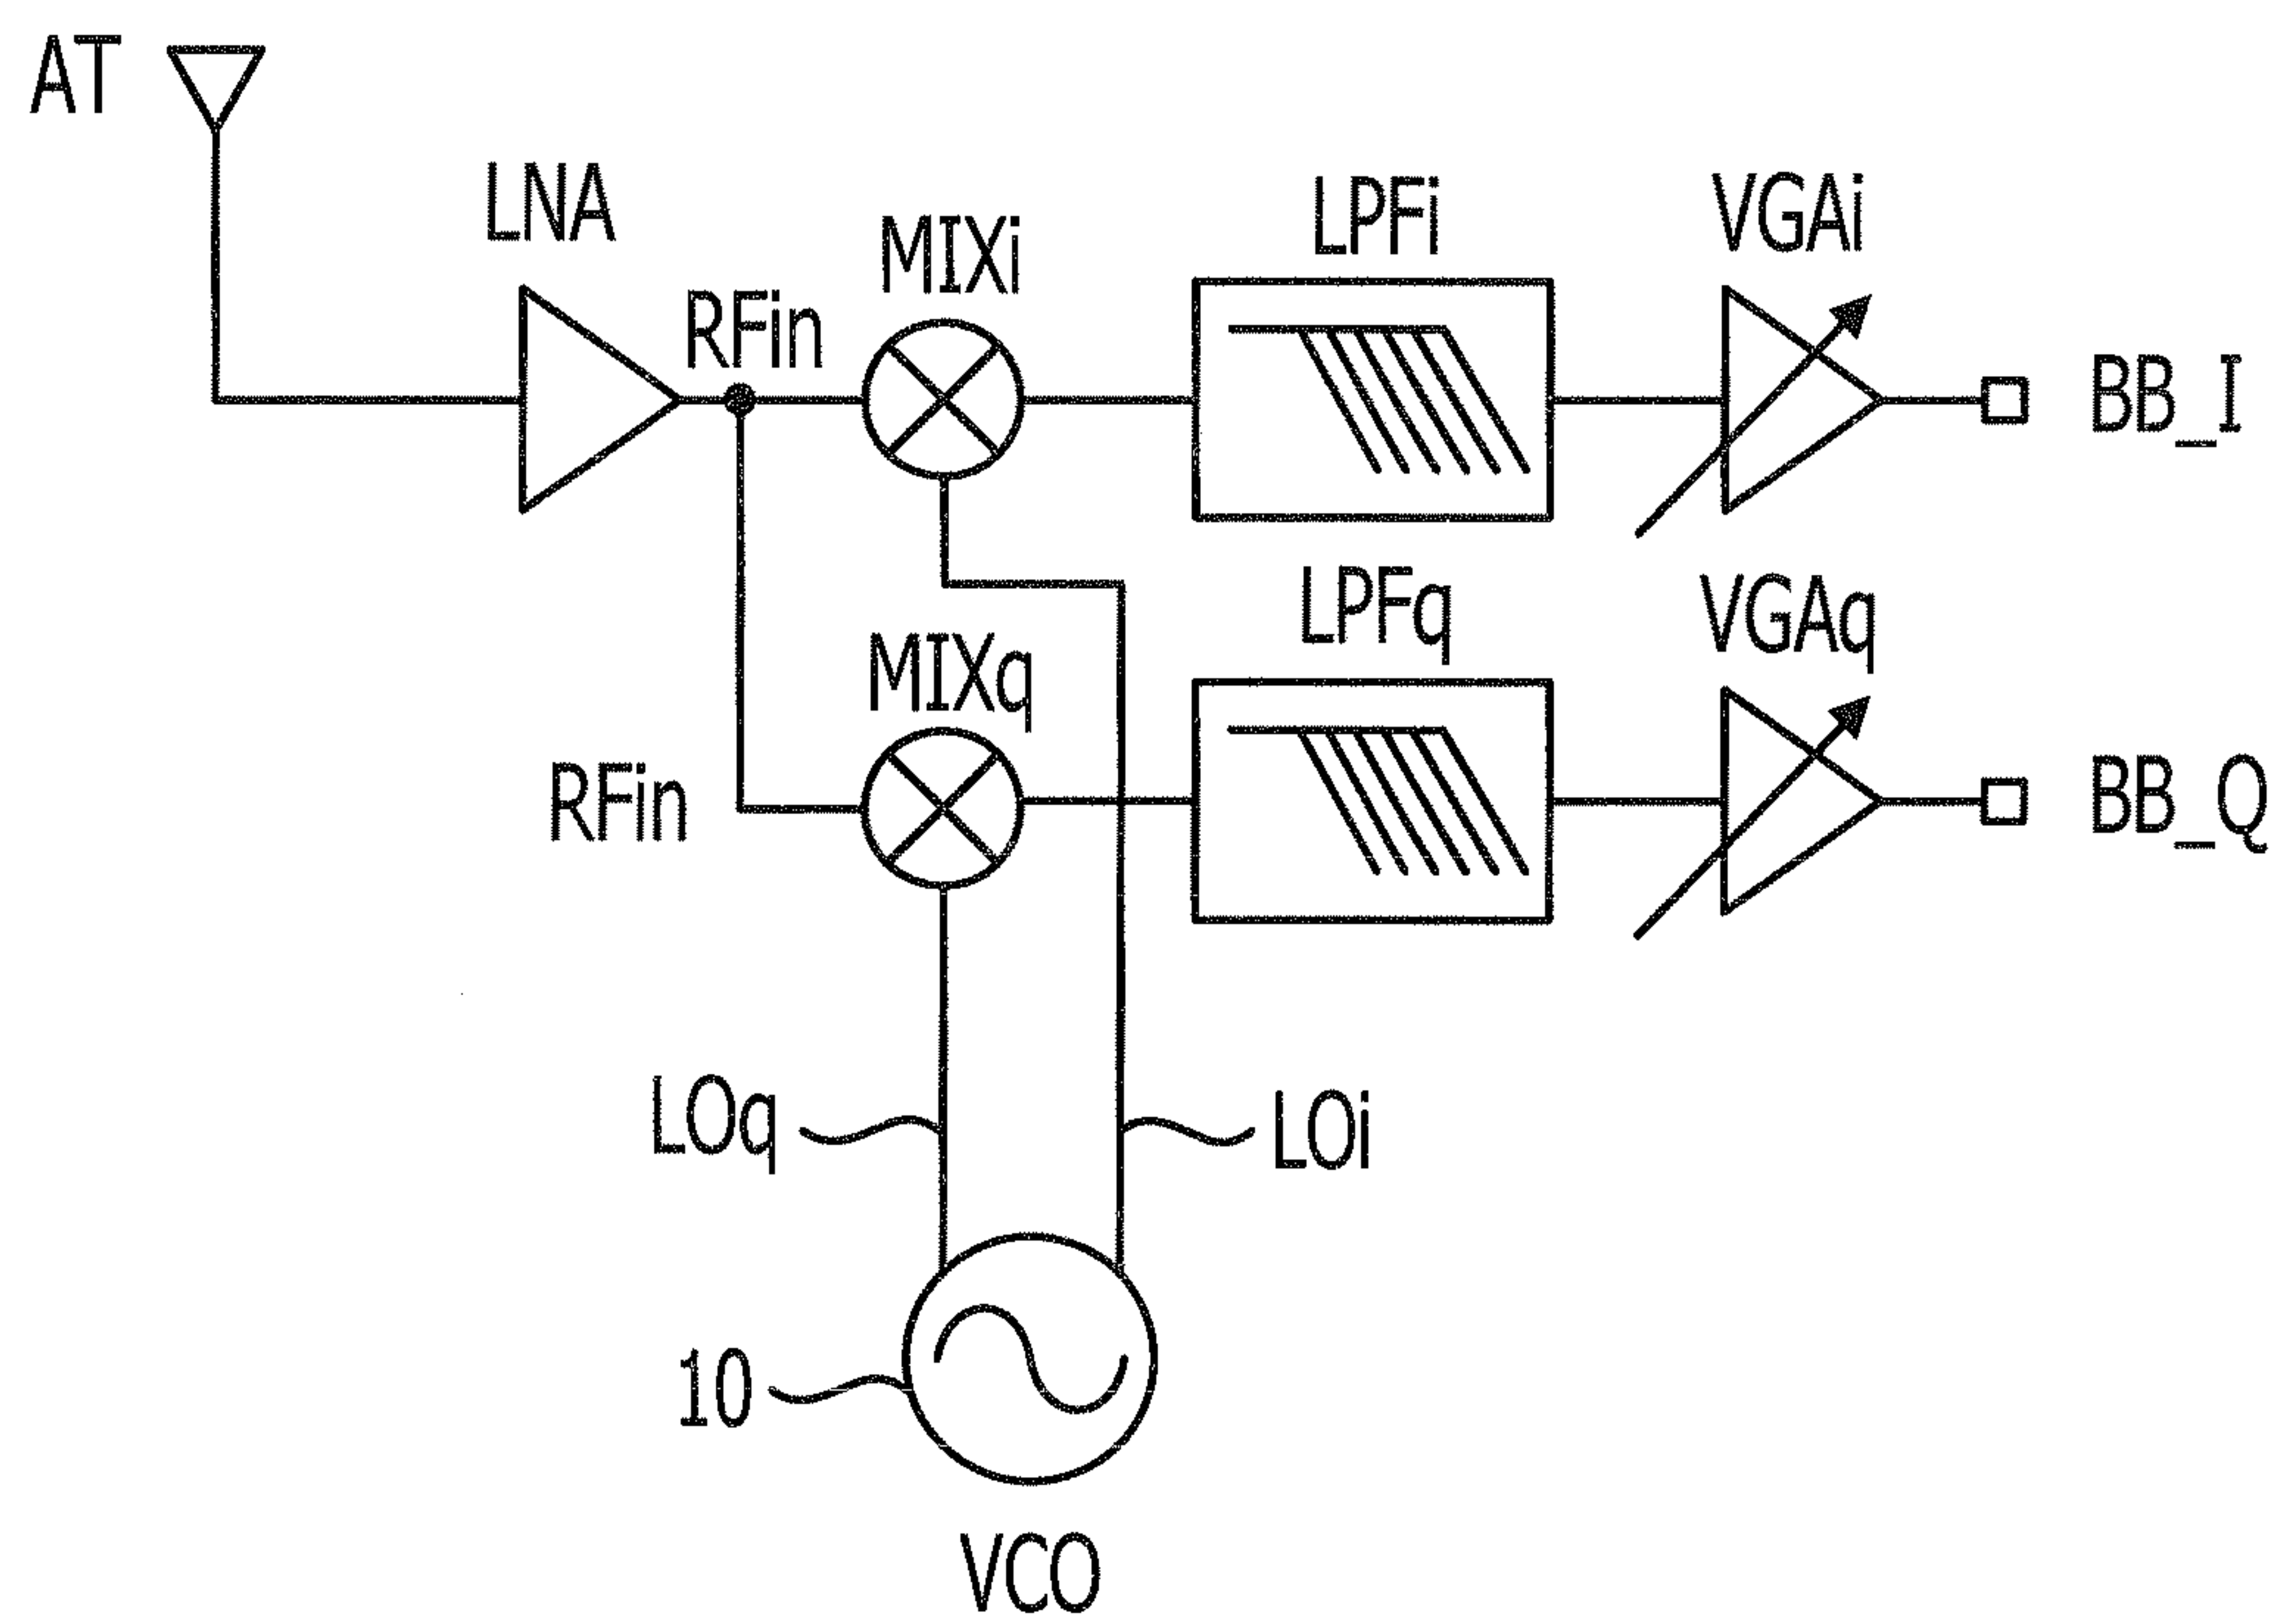 AT
LNA
RFin
MIXi
LPFi
VGAi
BB_I
RFin
MIXq
LPFq
VGAq
BB_Q
LOq
LOi
10
VCO